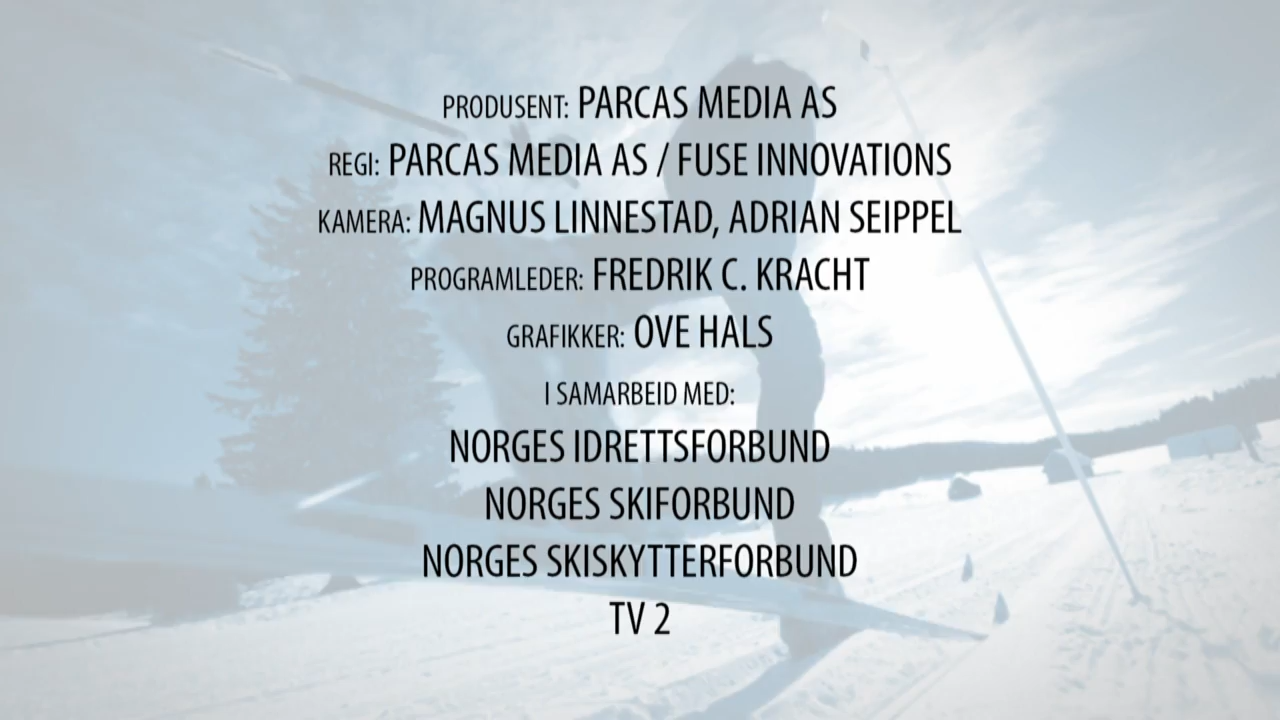 PRODUSENT: PARCAS MEDIA AS
REGI: PARCAS MEDIA AS / FUSE INNOVATIONS
KAMERA: MAGNUS LINNESTAD, ADRIAN SEIPPEL
PROGRAMLEDER: FREDRIK C. KRACHT
GRAFIKKER: OVE HALS
I SAMARBEID MED:
NORGES IDRETTSFORBUND
NORGES SKIFORBUND
NORGES SKISKYTTERFORBUND
TV 2